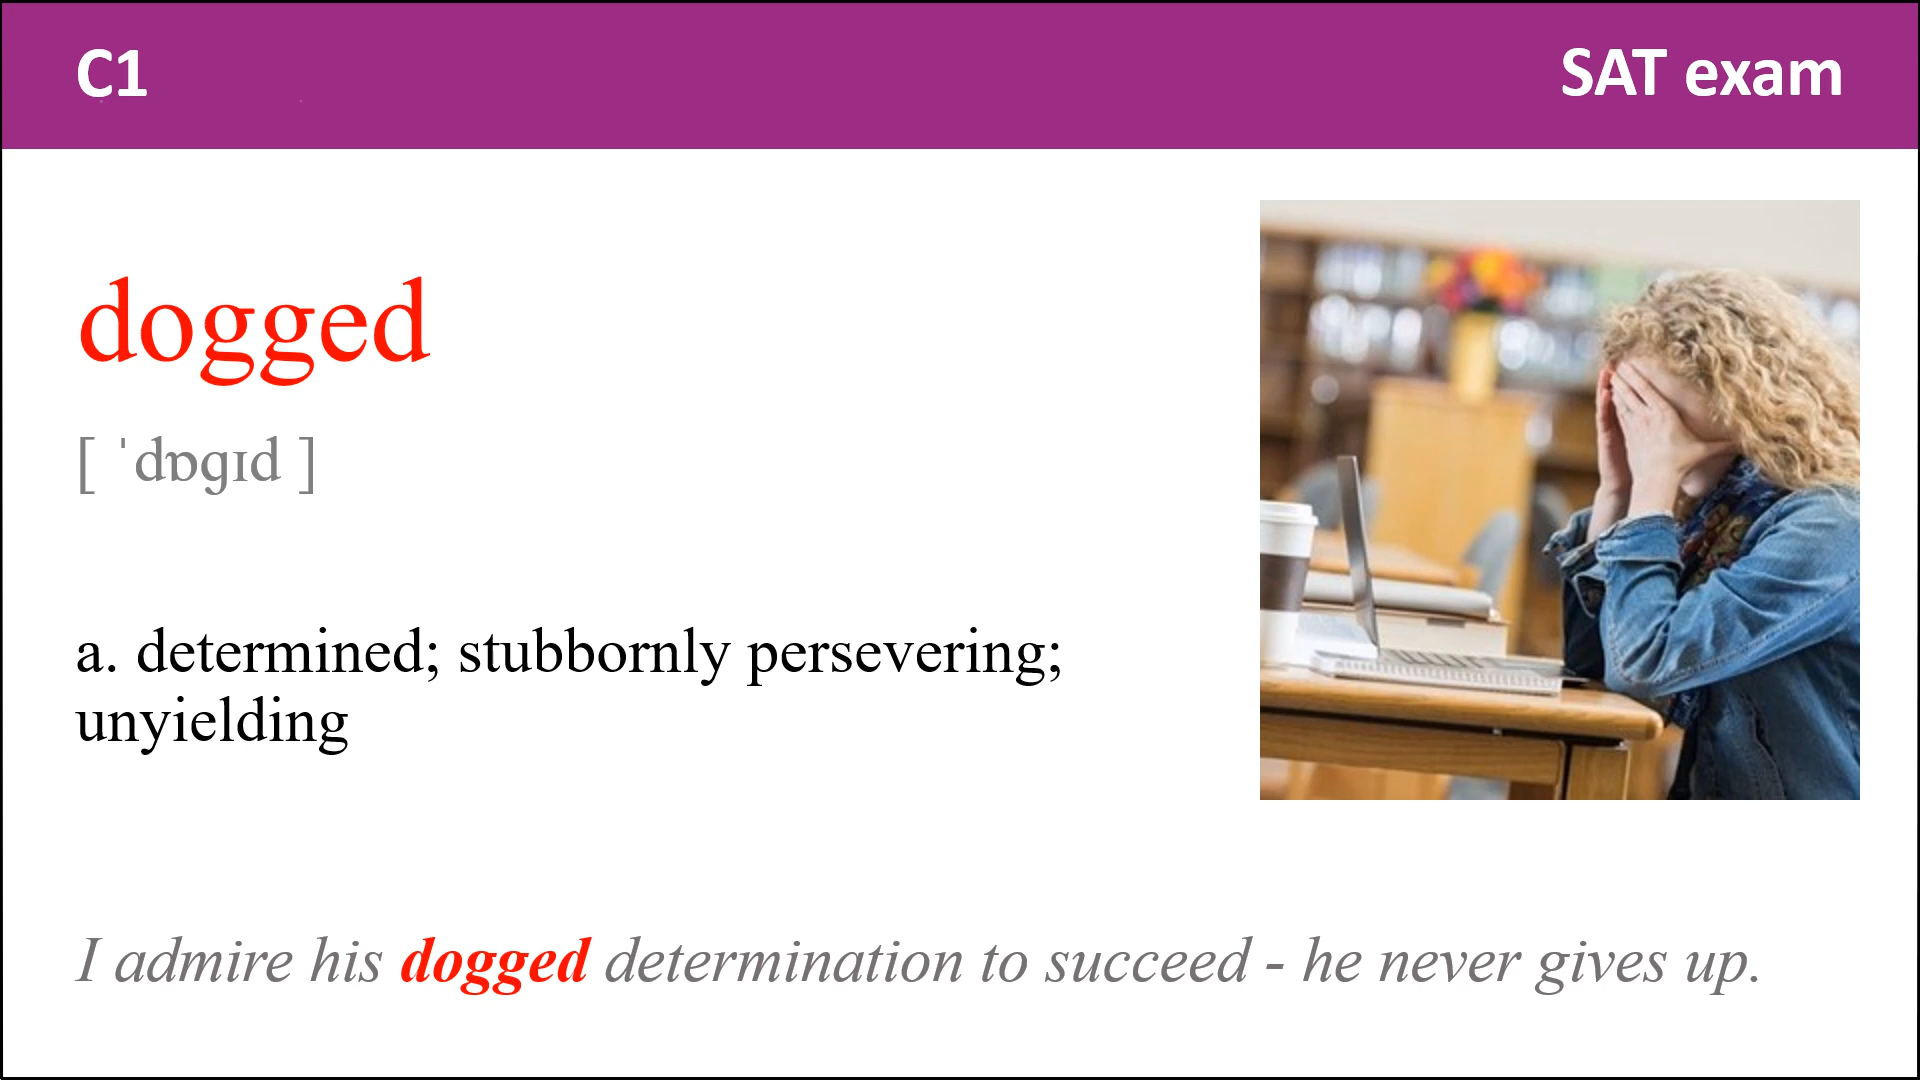 C1
SAT exam
dogged
[ ˈdɒɡɪd ]
a. determined; stubbornly persevering;
unyielding
I admire his dogged determination to succeed - he never gives up.